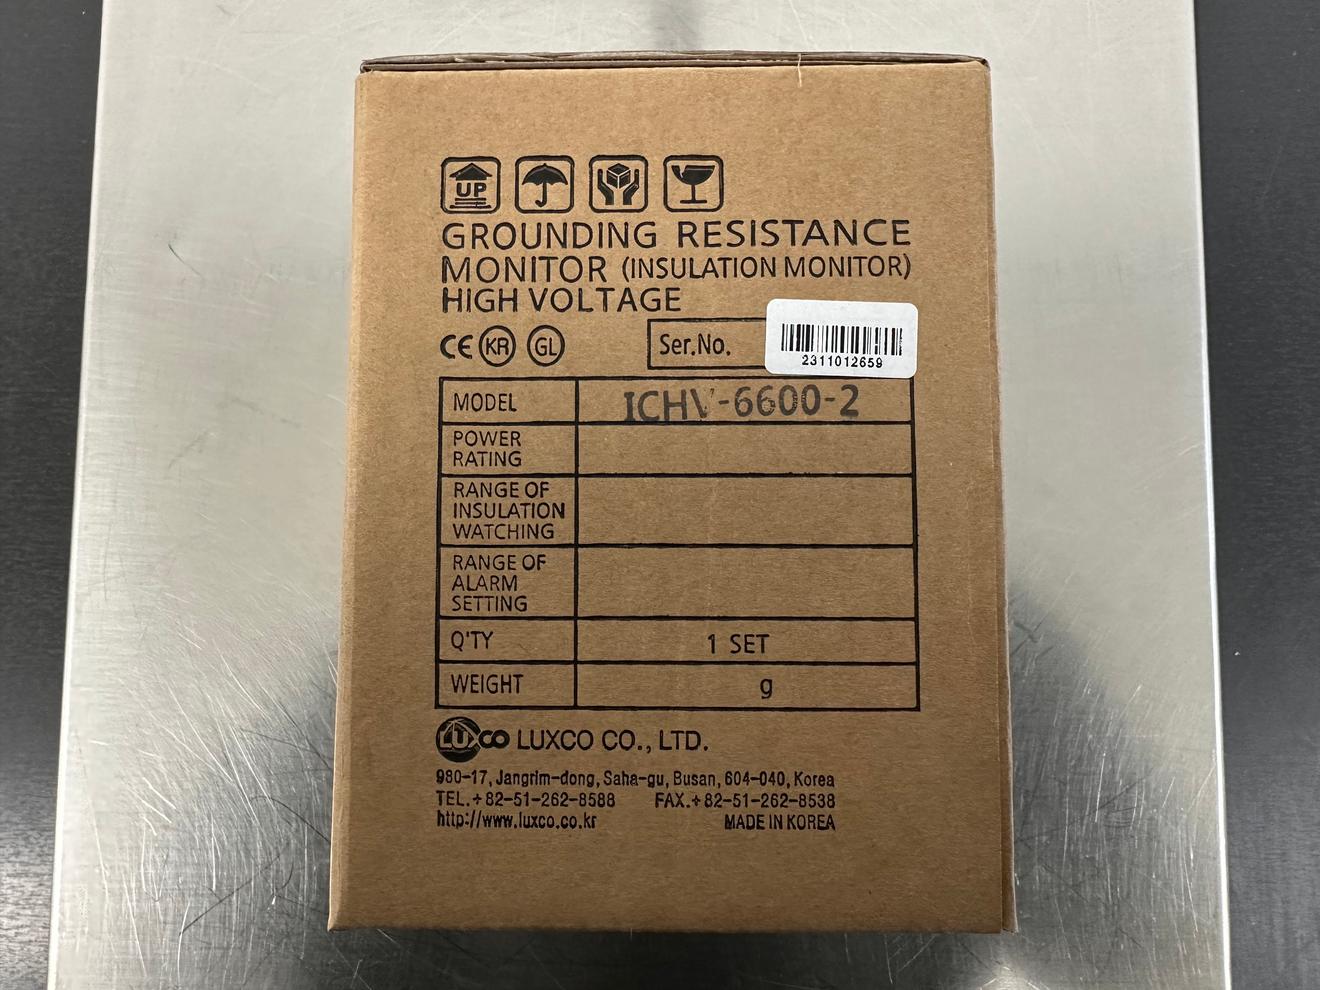 UP
GROUNDING RESISTANCE
MONITOR (INSULATION MONITOR)
HIGH VOLTAGE
CE KR GL
Ser.No.
2311012659
MODEL ICHV-6600-2
POWER
RATING
RANGE OF
INSULATION
WATCHING
RANGE OF
ALARM
SETTING
Q'TY 1 SET
WEIGHT g
LUXCO LUXCO CO., LTD.
980-17, Jangrim-dong, Saha-gu, Busan, 604-040, Korea
TEL.+82-51-262-8588 FAX.+82-51-262-8538
http://www.luxco.co.kr MADE IN KOREA